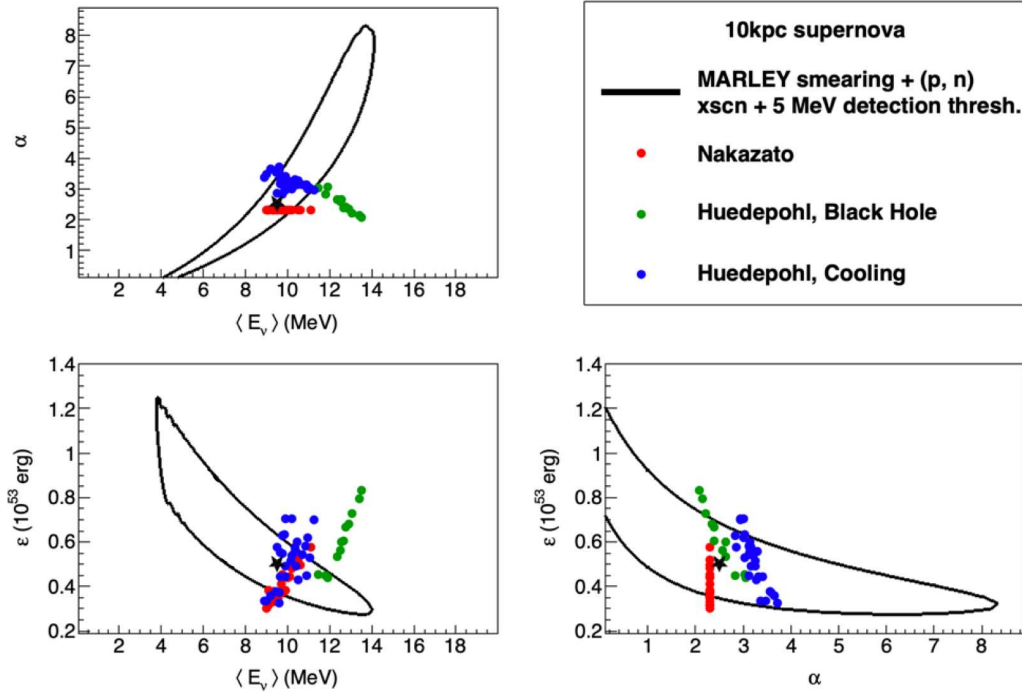 8
7
6
5
4
3
2
1
α
2 4 6 8 10 12 14 16 18
⟨ E_ν ⟩ (MeV)
10kpc supernova
MARLEY smearing + (p, n)
xscn + 5 MeV detection thresh.
Nakazato
Huedepohl, Black Hole
Huedepohl, Cooling
1.4
1.2
1
0.8
0.6
0.4
0.2
ε (10⁵³ erg)
2 4 6 8 10 12 14 16 18
⟨ E_ν ⟩ (MeV)
1.4
1.2
1
0.8
0.6
0.4
0.2
ε (10⁵³ erg)
1 2 3 4 5 6 7 8
α